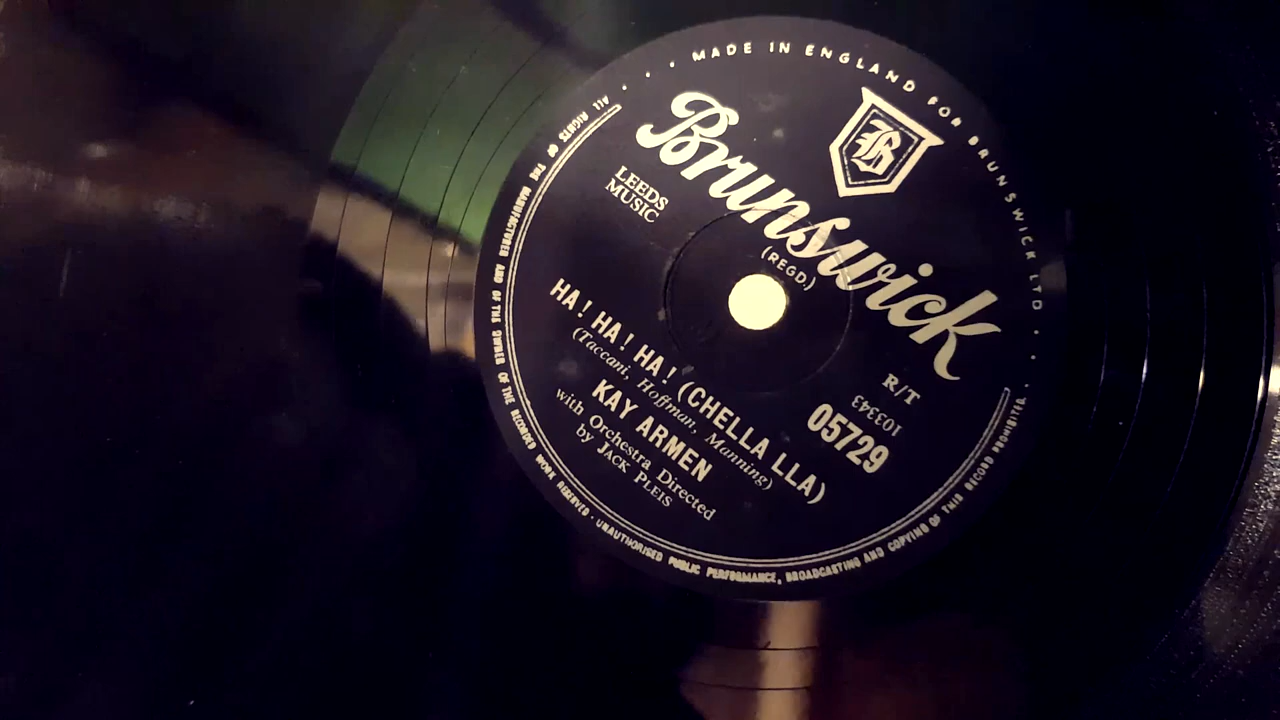 · · · MADE IN ENGLAND FOR BRUNSWICK LTD · · ·
B
Brunswick
(REGD.)
LEEDS
MUSIC
R/T
103343
05729
HA! HA! HA! (CHELLA LLA)
(Taccani, Hoffman, Manning)
KAY ARMEN
with Orchestra Directed
by JACK PLEIS
ALL RIGHTS OF THE MANUFACTURER AND OF THE OWNER OF THE RECORDED WORK RESERVED · UNAUTHORISED PUBLIC PERFORMANCE, BROADCASTING AND COPYING OF THIS RECORD PROHIBITED.